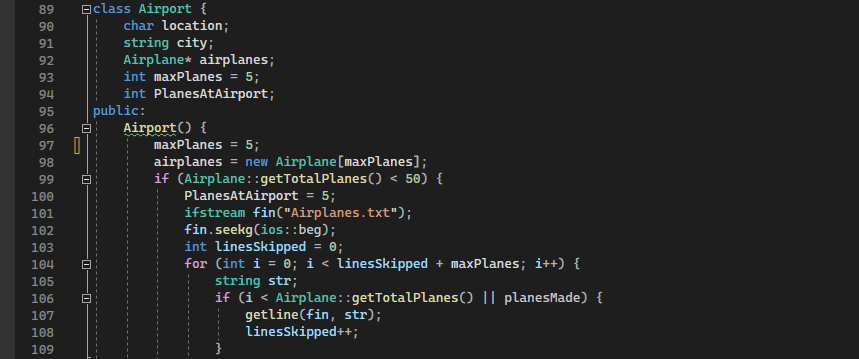 89 class Airport {
90 char location;
91 string city;
92 Airplane* airplanes;
93 int maxPlanes = 5;
94 int PlanesAtAirport;
95 public:
96 Airport() {
97 maxPlanes = 5;
98 airplanes = new Airplane[maxPlanes];
99 if (Airplane::getTotalPlanes() < 50) {
100 PlanesAtAirport = 5;
101 ifstream fin("Airplanes.txt");
102 fin.seekg(ios::beg);
103 int linesSkipped = 0;
104 for (int i = 0; i < linesSkipped + maxPlanes; i++) {
105 string str;
106 if (i < Airplane::getTotalPlanes() || planesMade) {
107 getline(fin, str);
108 linesSkipped++;
109 }